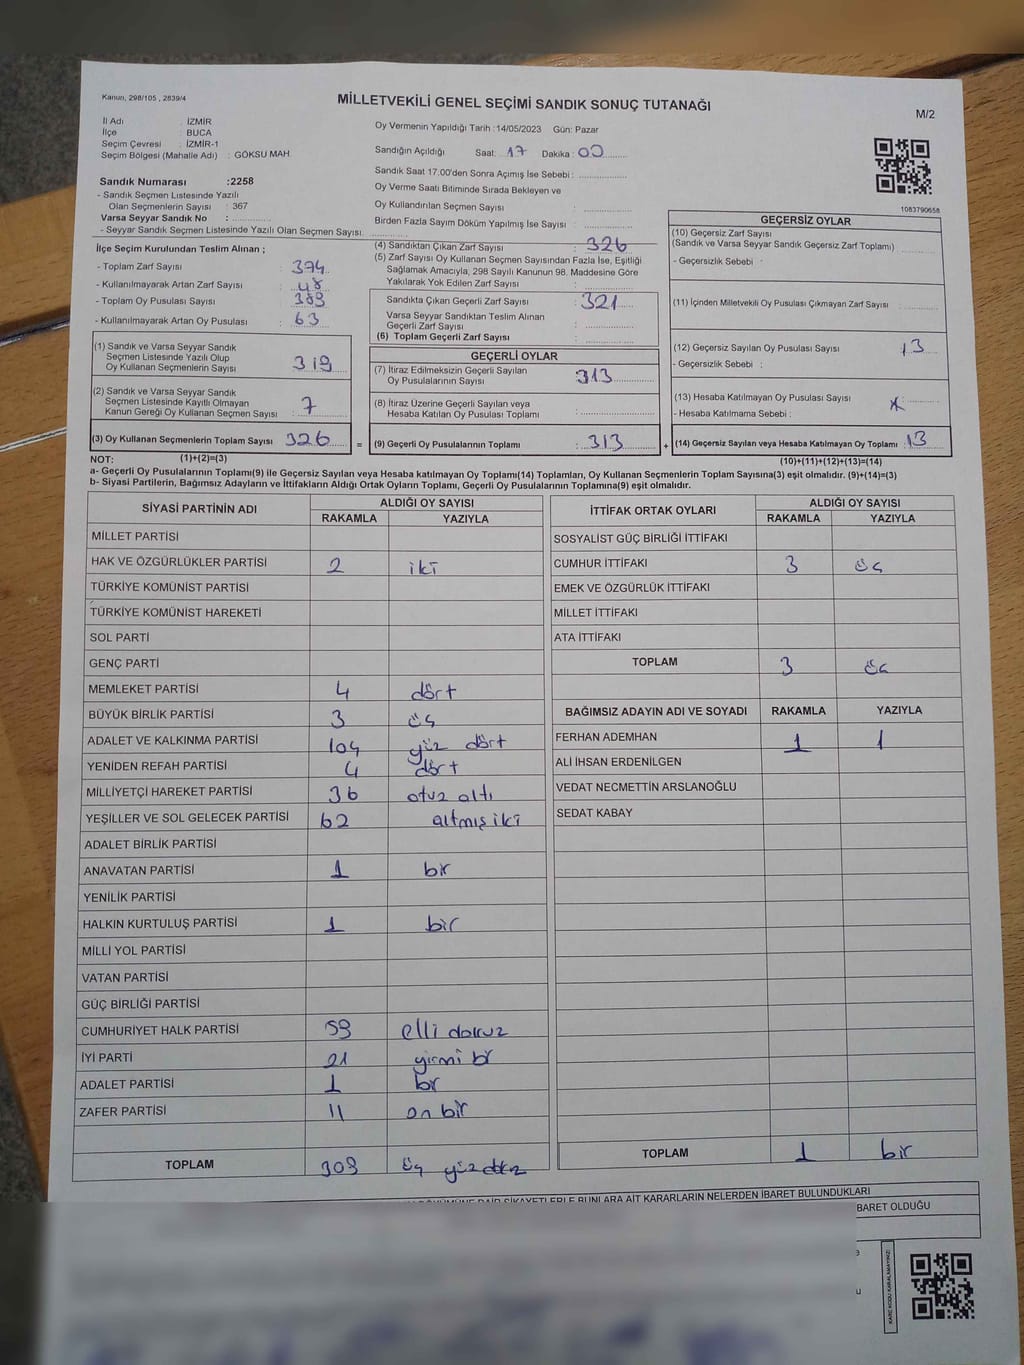 Kanun, 298/105 , 2839/4
MİLLETVEKİLİ GENEL SEÇİMİ SANDIK SONUÇ TUTANAĞI
M/2
İl Adı : İZMİR
İlçe : BUCA
Seçim Çevresi : İZMİR-1
Seçim Bölgesi (Mahalle Adı) : GÖKSU MAH.
Sandık Numarası :2258
- Sandık Seçmen Listesinde Yazılı
Olan Seçmenlerin Sayısı : 367
Varsa Seyyar Sandık No :
- Seyyar Sandık Seçmen Listesinde Yazılı Olan Seçmen Sayısı:
Oy Vermenin Yapıldığı Tarih :14/05/2023 Gün: Pazar
Sandığın Açıldığı Saat: 17 Dakika : 00
Sandık Saat 17.00'den Sonra Açımış İse Sebebi :
Oy Verme Saati Bitiminde Sırada Bekleyen ve
Oy Kullandırılan Seçmen Sayısı :
Birden Fazla Sayım Döküm Yapılmış İse Sayısı :
1083790658
İlçe Seçim Kurulundan Teslim Alınan ;
- Toplam Zarf Sayısı : 374
- Kullanılmayarak Artan Zarf Sayısı : 48
- Toplam Oy Pusulası Sayısı : 389
- Kullanılmayarak Artan Oy Pusulası : 63
(1) Sandık ve Varsa Seyyar Sandık
Seçmen Listesinde Yazılı Olup
Oy Kullanan Seçmenlerin Sayısı : 319
(2) Sandık ve Varsa Seyyar Sandık
Seçmen Listesinde Kayıtlı Olmayan
Kanun Gereği Oy Kullanan Seçmen Sayısı : 7
(3) Oy Kullanan Seçmenlerin Toplam Sayısı : 326
(4) Sandıktan Çıkan Zarf Sayısı : 326
(5) Zarf Sayısı Oy Kullanan Seçmen Sayısından Fazla İse, Eşitliği
Sağlamak Amacıyla, 298 Sayılı Kanunun 98. Maddesine Göre
Yakılarak Yok Edilen Zarf Sayısı :
Sandıkta Çıkan Geçerli Zarf Sayısı : 321
Varsa Seyyar Sandıktan Teslim Alınan
Geçerli Zarf Sayısı :
(6) Toplam Geçerli Zarf Sayısı :
GEÇERLİ OYLAR
(7) İtiraz Edilmeksizin Geçerli Sayılan
Oy Pusulalarının Sayısı : 313
(8) İtiraz Üzerine Geçerli Sayılan veya
Hesaba Katılan Oy Pusulası Toplamı :
= (9) Geçerli Oy Pusulalarının Toplamı : 313
GEÇERSİZ OYLAR
(10) Geçersiz Zarf Sayısı
(Sandık ve Varsa Seyyar Sandık Geçersiz Zarf Toplamı) :
- Geçersizlik Sebebi :
(11) İçinden Milletvekili Oy Pusulası Çıkmayan Zarf Sayısı :
(12) Geçersiz Sayılan Oy Pusulası Sayısı : 13
- Geçersizlik Sebebi :
(13) Hesaba Katılmayan Oy Pusulası Sayısı :
- Hesaba Katılmama Sebebi :
+ (14) Geçersiz Sayılan veya Hesaba Katılmayan Oy Toplamı : 13
NOT: (1)+(2)=(3)
(10)+(11)+(12)+(13)=(14)
a- Geçerli Oy Pusulalarının Toplamı(9) ile Geçersiz Sayılan veya Hesaba katılmayan Oy Toplamı(14) Toplamları, Oy Kullanan Seçmenlerin Toplam Sayısına(3) eşit olmalıdır. (9)+(14)=(3)
b- Siyasi Partilerin, Bağımsız Adayların ve İttifakların Aldığı Ortak Oyların Toplamı, Geçerli Oy Pusulalarının Toplamına(9) eşit olmalıdır.
SİYASİ PARTİNİN ADI ALDIĞI OY SAYISI
RAKAMLA YAZIYLA
MİLLET PARTİSİ
HAK VE ÖZGÜRLÜKLER PARTİSİ 2 iki
TÜRKİYE KOMÜNİST PARTİSİ
TÜRKİYE KOMÜNİST HAREKETİ
SOL PARTİ
GENÇ PARTİ
MEMLEKET PARTİSİ 4 dört
BÜYÜK BİRLİK PARTİSİ 3 üç
ADALET VE KALKINMA PARTİSİ 104 yüz dört
YENİDEN REFAH PARTİSİ 4 dört
MİLLİYETÇİ HAREKET PARTİSİ 36 otuz altı
YEŞİLLER VE SOL GELECEK PARTİSİ 62 altmış iki
ADALET BİRLİK PARTİSİ
ANAVATAN PARTİSİ 1 bir
YENİLİK PARTİSİ
HALKIN KURTULUŞ PARTİSİ 1 bir
MİLLİ YOL PARTİSİ
VATAN PARTİSİ
GÜÇ BİRLİĞİ PARTİSİ
CUMHURİYET HALK PARTİSİ 59 elli dokuz
İYİ PARTİ 21 yirmi bir
ADALET PARTİSİ 1 bir
ZAFER PARTİSİ 11 on bir
TOPLAM 309 üç yüz dokuz
İTTİFAK ORTAK OYLARI ALDIĞI OY SAYISI
RAKAMLA YAZIYLA
SOSYALİST GÜÇ BİRLİĞİ İTTİFAKI
CUMHUR İTTİFAKI 3 üç
EMEK VE ÖZGÜRLÜK İTTİFAKI
MİLLET İTTİFAKI
ATA İTTİFAKI
TOPLAM 3 üç
BAĞIMSIZ ADAYIN ADI VE SOYADI RAKAMLA YAZIYLA
FERHAN ADEMHAN 1 1
ALİ İHSAN ERDENİLGEN
VEDAT NECMETTİN ARSLANOĞLU
SEDAT KABAY
TOPLAM 1 bir
ŞİKAYETLERLE BUNLARA AİT KARARLARIN NELERDEN İBARET BULUNDUKLARI
BARET OLDUĞU
KARE KODU KARALAMAYINIZ!